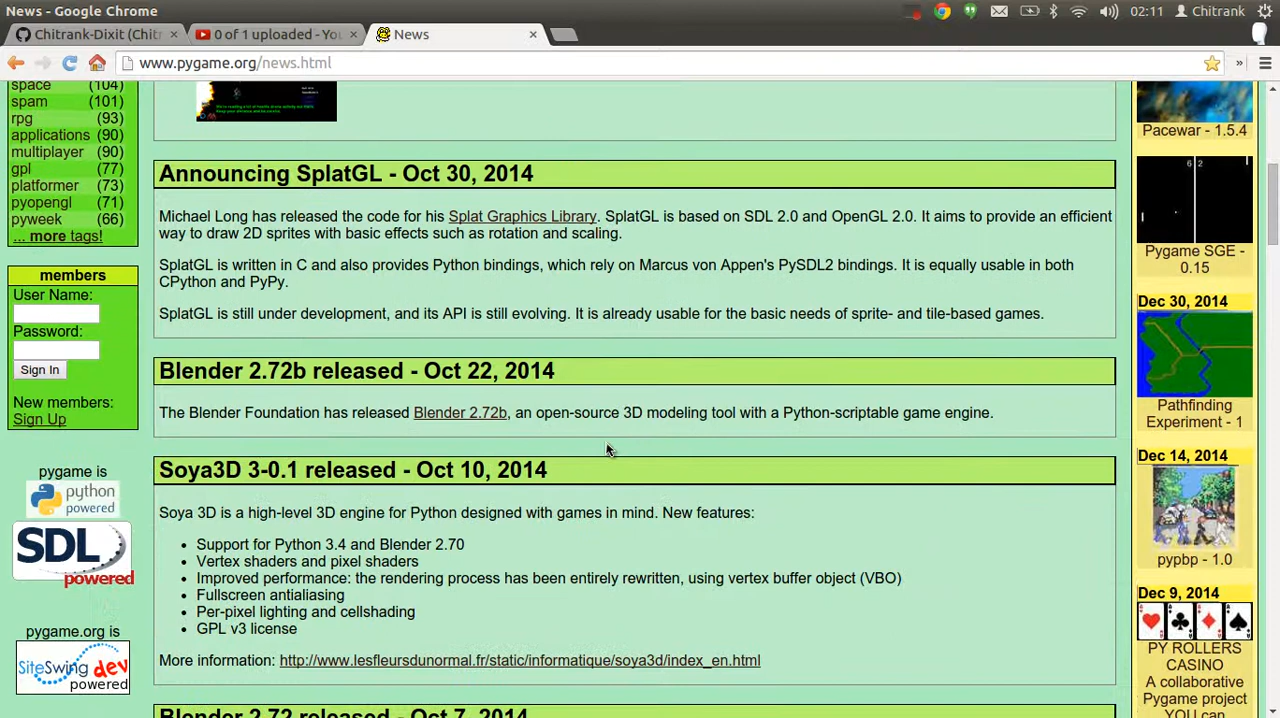 News - Google Chrome
02:11 Chitrank
Chitrank-Dixit (Chit
0 of 1 uploaded - You
News
www.pygame.org/news.html
»
space (104)
spam (101)
rpg (93)
applications (90)
multiplayer (90)
gpl (77)
platformer (73)
pyopengl (71)
pyweek (66)
... more tags!
members
User Name:
Password:
Sign In
New members:
Sign Up
pygame is
python
powered
SDL
powered
pygame.org is
SiteSwing dev
powered
Announcing SplatGL - Oct 30, 2014
Michael Long has released the code for his Splat Graphics Library. SplatGL is based on SDL 2.0 and OpenGL 2.0. It aims to provide an efficient
way to draw 2D sprites with basic effects such as rotation and scaling.
SplatGL is written in C and also provides Python bindings, which rely on Marcus von Appen's PySDL2 bindings. It is equally usable in both
CPython and PyPy.
SplatGL is still under development, and its API is still evolving. It is already usable for the basic needs of sprite- and tile-based games.
Blender 2.72b released - Oct 22, 2014
The Blender Foundation has released Blender 2.72b, an open-source 3D modeling tool with a Python-scriptable game engine.
Soya3D 3-0.1 released - Oct 10, 2014
Soya 3D is a high-level 3D engine for Python designed with games in mind. New features:
• Support for Python 3.4 and Blender 2.70
• Vertex shaders and pixel shaders
• Improved performance: the rendering process has been entirely rewritten, using vertex buffer object (VBO)
• Fullscreen antialiasing
• Per-pixel lighting and cellshading
• GPL v3 license
More information: http://www.lesfleursdunormal.fr/static/informatique/soya3d/index_en.html
Blender 2.72 released - Oct 7, 2014
Pacewar - 1.5.4
6 2
Pygame SGE -
0.15
Dec 30, 2014
Pathfinding
Experiment - 1
Dec 14, 2014
pypbp - 1.0
Dec 9, 2014
PY ROLLERS
CASINO
A collaborative
Pygame project
YOU can